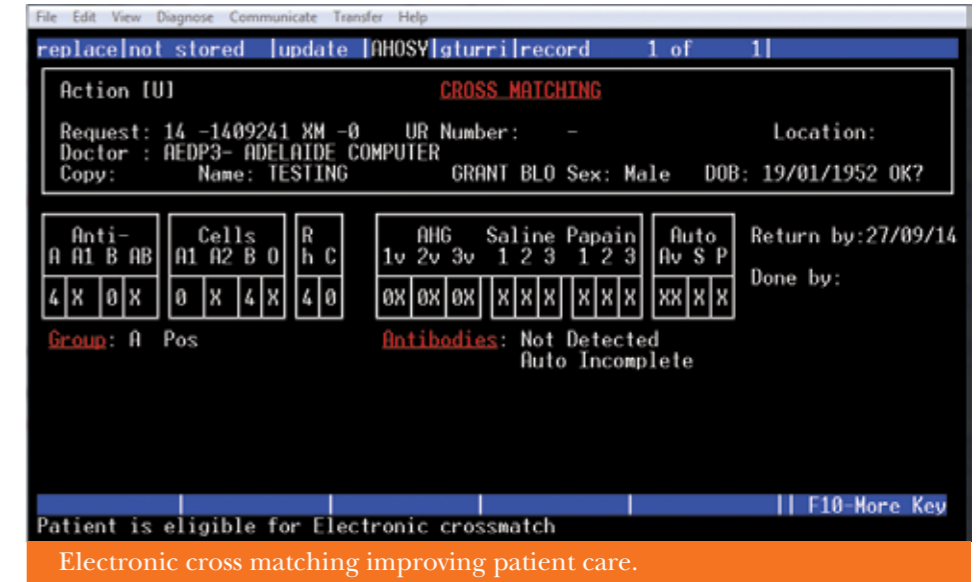 File Edit View Diagnose Communicate Transfer Help
replace|not stored |update |AHOSY|gturri|record 1 of 1|
Action [U] CROSS MATCHING
Request: 14 -1409241 XM -0 UR Number: - Location:
Doctor : AEDP3- ADELAIDE COMPUTER
Copy: Name: TESTING GRANT BLO Sex: Male DOB: 19/01/1952 OK?
Anti- Cells R AHG Saline Papain Auto Return by:27/09/14
A A1 B AB A1 A2 B O h C 1v 2v 3v 1 2 3 1 2 3 Av S P
Done by:
4 X 0 X 0 X 4 X 4 0 0X 0X 0X X X X X X X XX X X
Group: A Pos Antibodies: Not Detected
Auto Incomplete
|| F10-More Key
Patient is eligible for Electronic crossmatch
Electronic cross matching improving patient care.